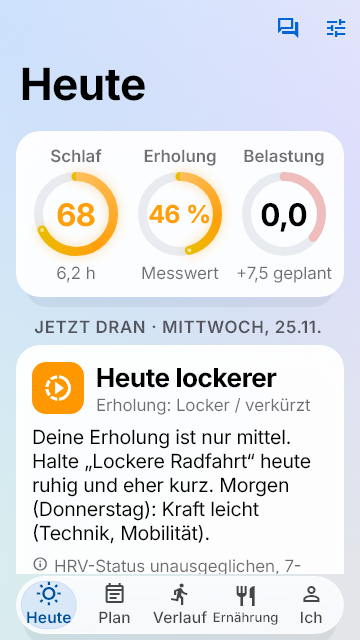 Heute
Schlaf Erholung Belastung
68 46 % 0,0
6,2 h Messwert +7,5 geplant
JETZT DRAN · MITTWOCH, 25.11.
Heute lockerer
Erholung: Locker / verkürzt
Deine Erholung ist nur mittel.
Halte „Lockere Radfahrt“ heute
ruhig und eher kurz. Morgen
(Donnerstag): Kraft leicht
(Technik, Mobilität).
HRV-Status unausgeglichen, 7-
Heute Plan Verlauf Ernährung Ich